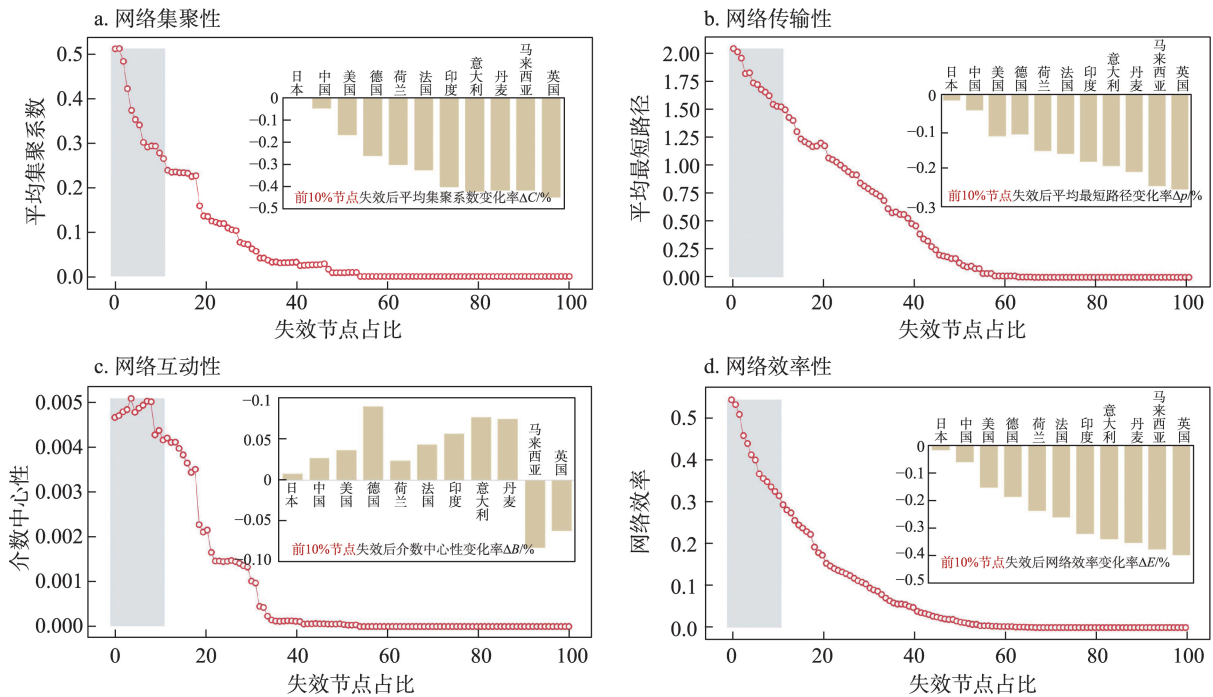 a. 网络集聚性
平均集聚系数
0.5
0.4
0.3
0.2
0.1
0.0
0
20
40
60
80
100
失效节点占比
日本
中国
美国
德国
荷兰
法国
印度
意大利
丹麦
马来西亚
英国
0
−0.1
−0.2
−0.3
−0.4
−0.5
前10%节点失效后平均集聚系数变化率ΔC/%
b. 网络传输性
平均最短路径
2.00
1.75
1.50
1.25
1.00
0.75
0.50
0.25
0.00
0
20
40
60
80
100
失效节点占比
日本
中国
美国
德国
荷兰
法国
印度
意大利
丹麦
马来西亚
英国
0
−0.1
−0.2
−0.3
前10%节点失效后平均最短路径变化率Δp/%
c. 网络互动性
介数中心性
0.005
0.004
0.003
0.002
0.001
0.000
0
20
40
60
80
100
失效节点占比
−0.1
0.05
0
−0.05
−0.10
日本
中国
美国
德国
荷兰
法国
印度
意大利
丹麦
马来西亚
英国
前10%节点失效后介数中心性变化率ΔB/%
d. 网络效率性
网络效率
0.5
0.4
0.3
0.2
0.1
0.0
0
20
40
60
80
100
失效节点占比
日本
中国
美国
德国
荷兰
法国
印度
意大利
丹麦
马来西亚
英国
0
−0.1
−0.2
−0.3
−0.4
−0.5
前10%节点失效后网络效率变化率ΔE/%